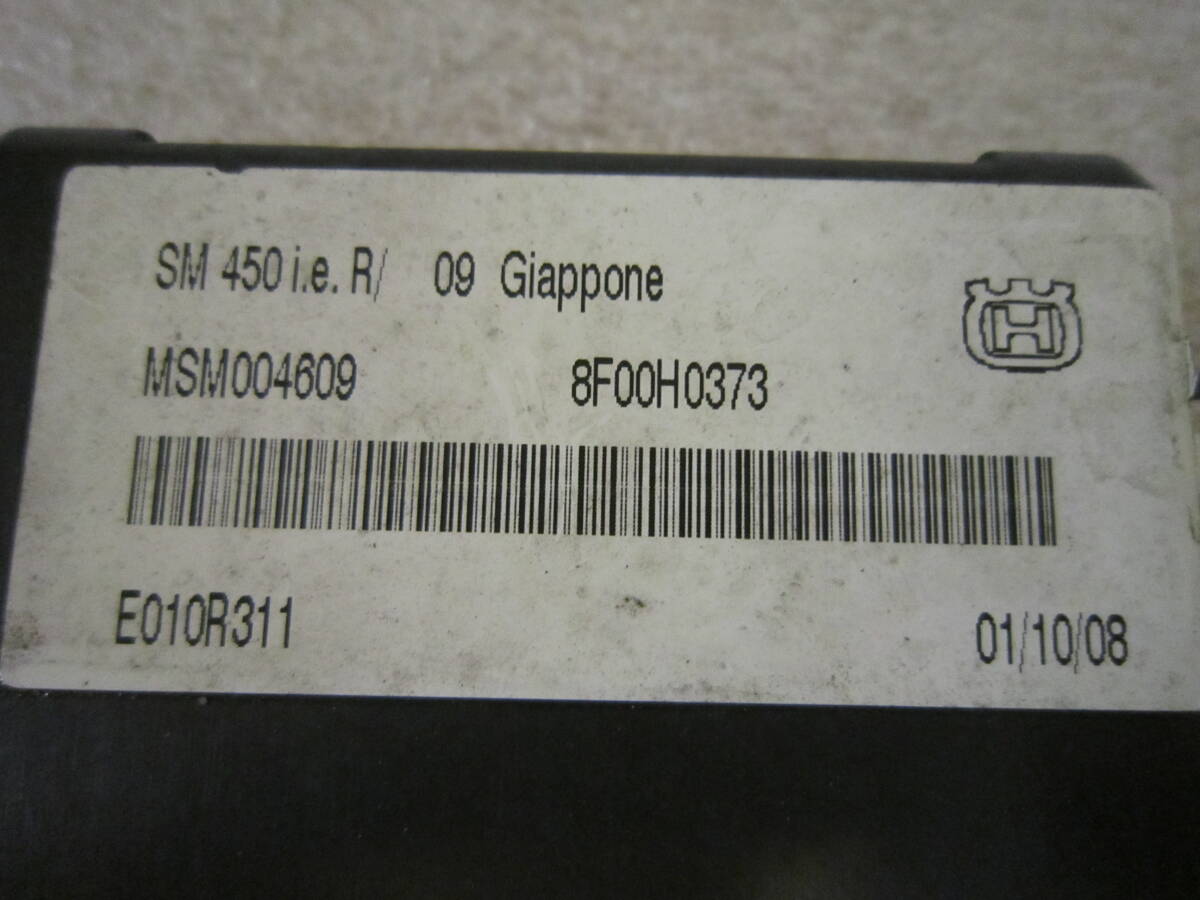 SM 450 i.e. R/ 09 Giappone
H
MSM004609 8F00H0373
E010R311 01/10/08